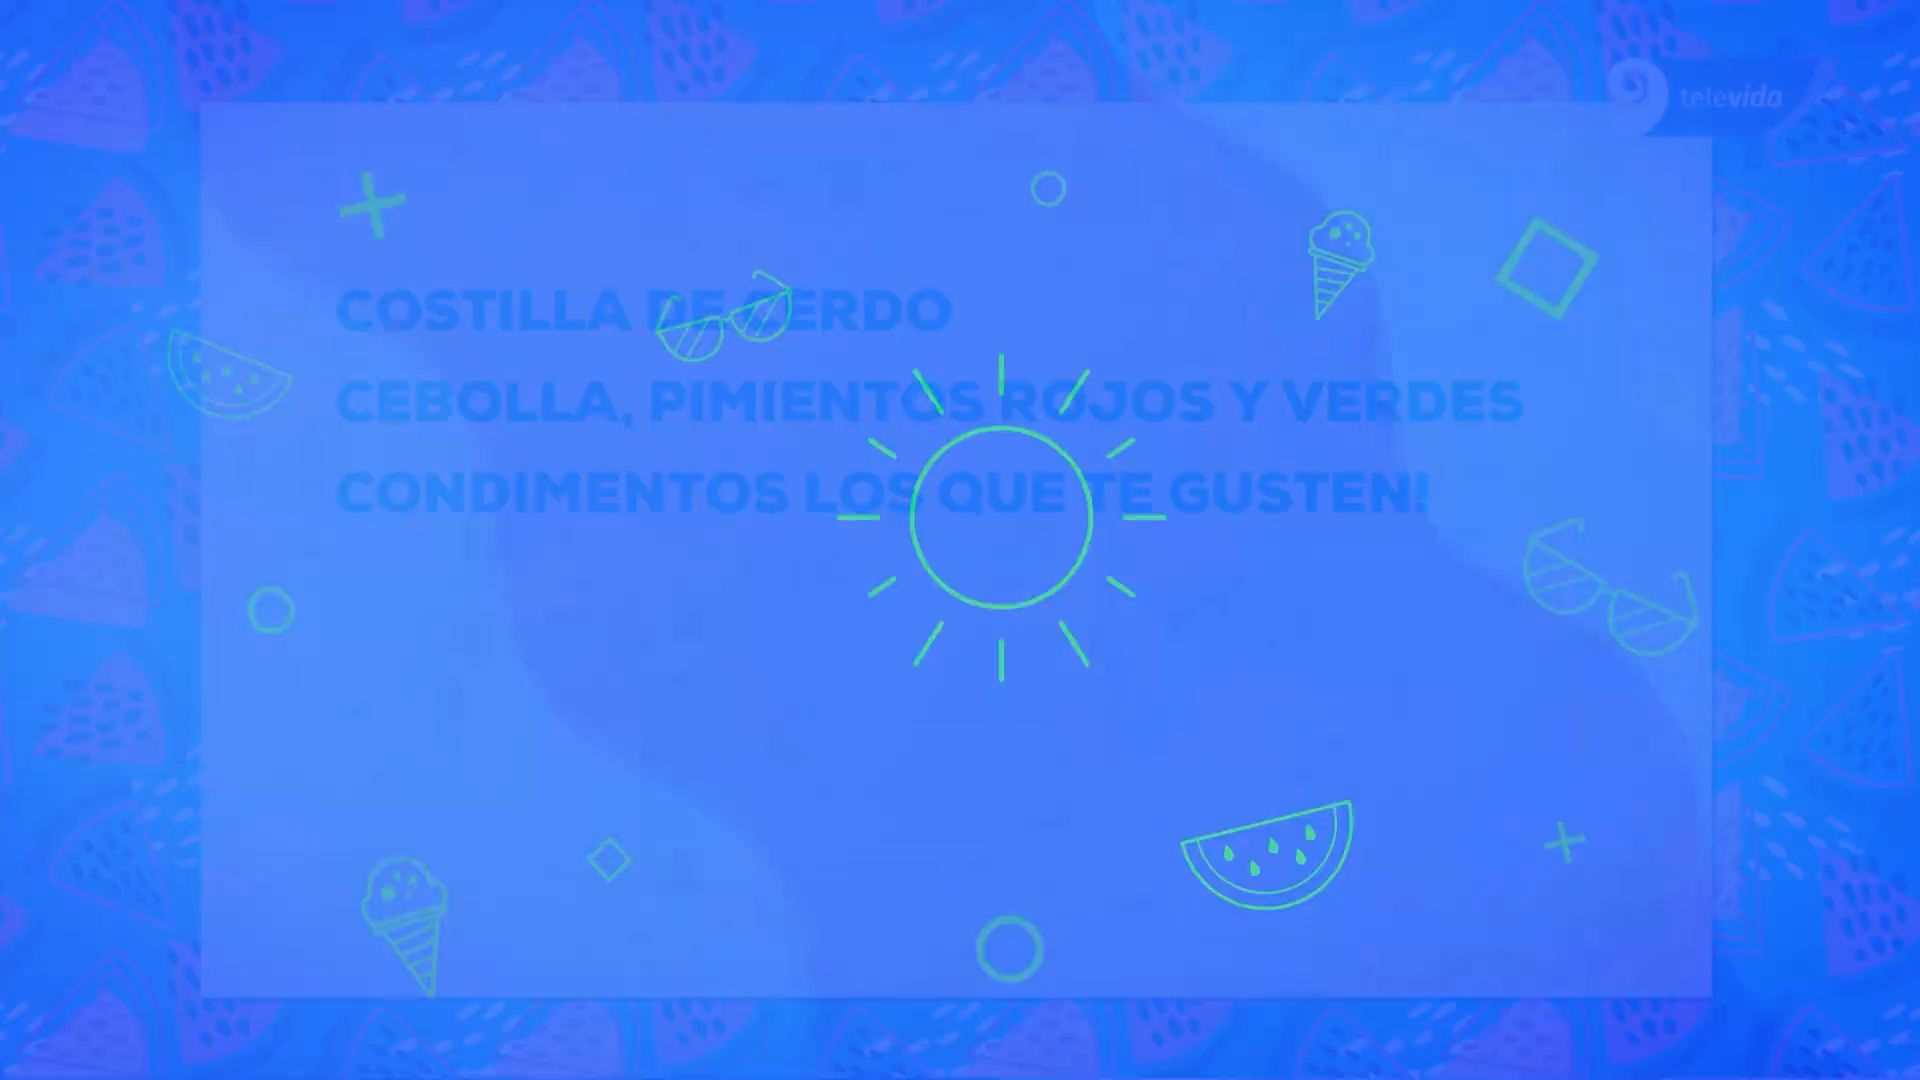 televida
COSTILLA DE CERDO
CEBOLLA, PIMIENTOS ROJOS Y VERDES
CONDIMENTOS LOS QUE TE GUSTEN!